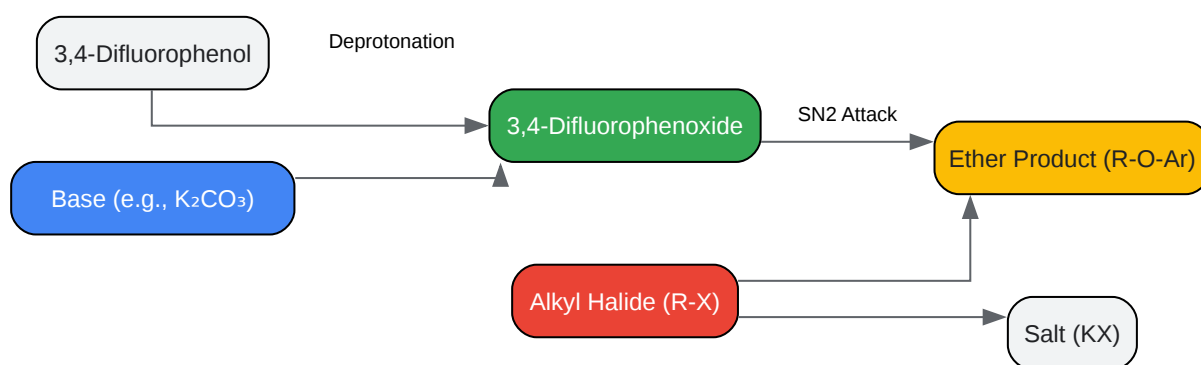 3,4-Difluorophenol
Deprotonation
3,4-Difluorophenoxide
SN2 Attack
Ether Product (R-O-Ar)
Base (e.g., K₂CO₃)
Alkyl Halide (R-X)
Salt (KX)